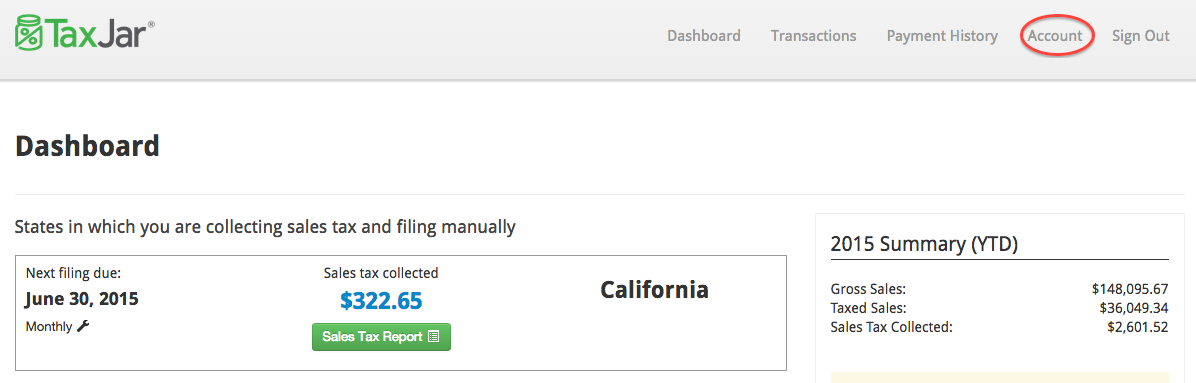 TaxJar®
Dashboard Transactions Payment History Account Sign Out
Dashboard
States in which you are collecting sales tax and filing manually
Next filing due:
June 30, 2015
Monthly
Sales tax collected
$322.65
Sales Tax Report
California
2015 Summary (YTD)
Gross Sales: $148,095.67
Taxed Sales: $36,049.34
Sales Tax Collected: $2,601.52